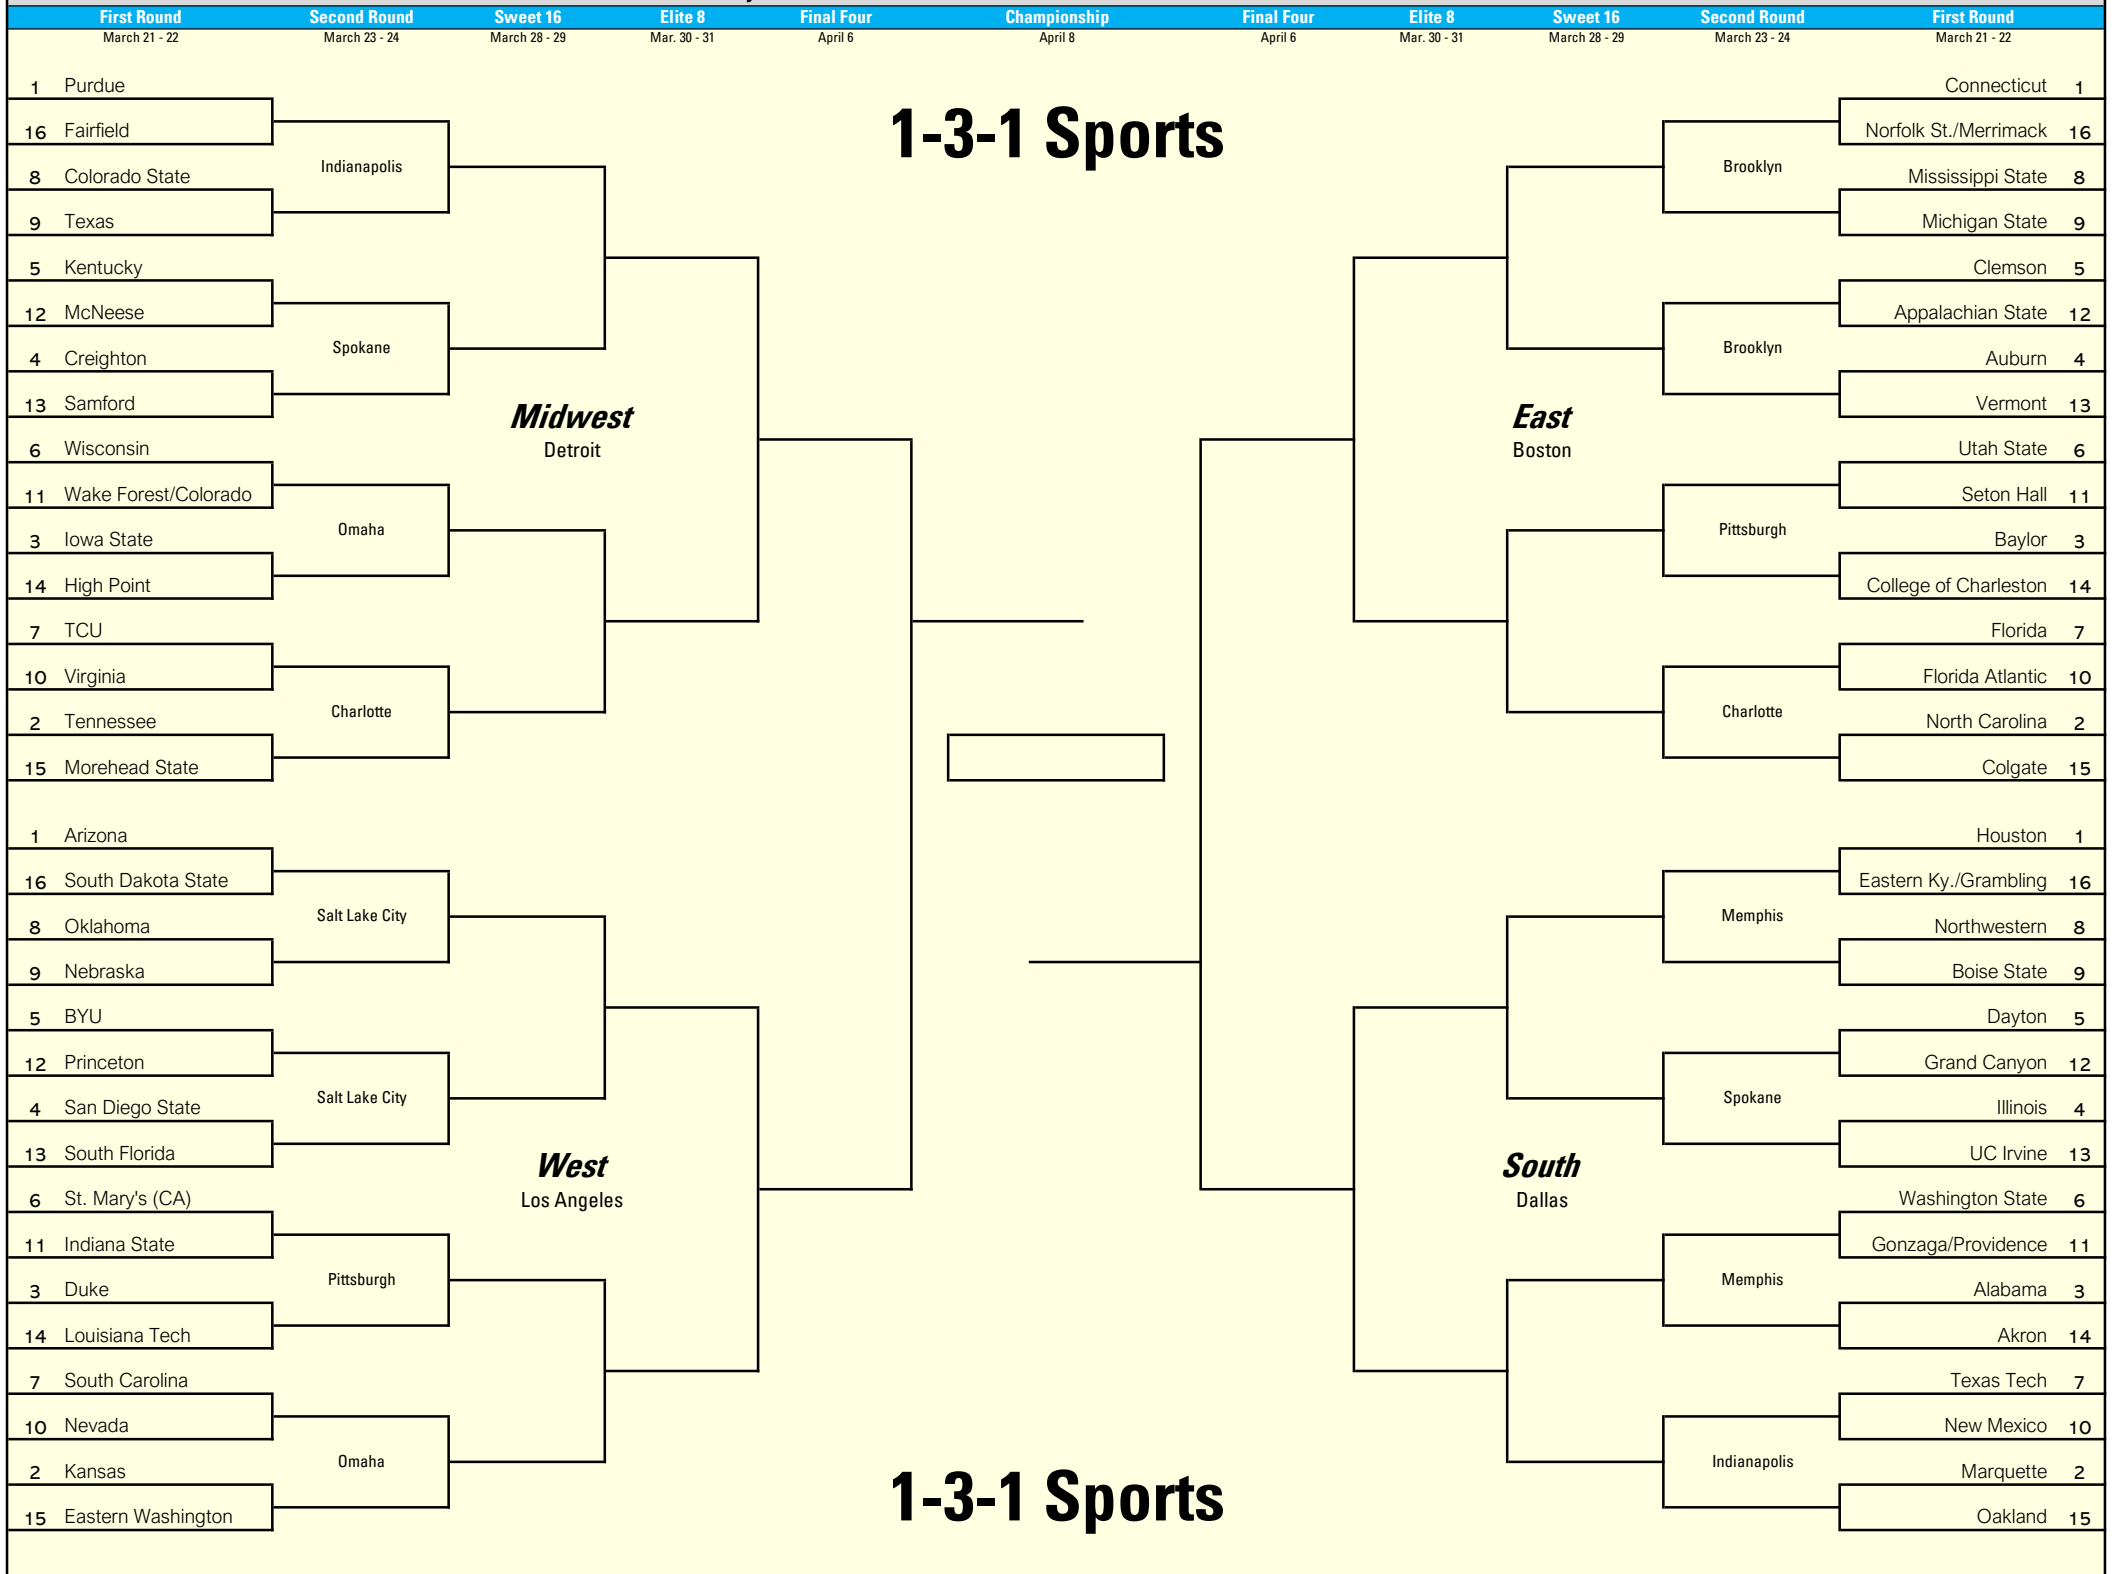 First Round Second Round Sweet 16 Elite 8 Final Four Championship Final Four Elite 8 Sweet 16 Second Round First Round
March 21 - 22 March 23 - 24 March 28 - 29 Mar. 30 - 31 April 6 April 8 April 6 Mar. 30 - 31 March 28 - 29 March 23 - 24 March 21 - 22
1-3-1 Sports
1 Purdue
16 Fairfield
Indianapolis
8 Colorado State
9 Texas
5 Kentucky
12 McNeese
Spokane
4 Creighton
13 Samford
Midwest
Detroit
6 Wisconsin
11 Wake Forest/Colorado
Omaha
3 Iowa State
14 High Point
7 TCU
10 Virginia
Charlotte
2 Tennessee
15 Morehead State
1 Arizona
16 South Dakota State
Salt Lake City
8 Oklahoma
9 Nebraska
5 BYU
12 Princeton
Salt Lake City
4 San Diego State
13 South Florida
West
Los Angeles
6 St. Mary's (CA)
11 Indiana State
Pittsburgh
3 Duke
14 Louisiana Tech
7 South Carolina
10 Nevada
Omaha
2 Kansas
15 Eastern Washington
Connecticut 1
Norfolk St./Merrimack 16
Brooklyn
Mississippi State 8
Michigan State 9
Clemson 5
Appalachian State 12
Brooklyn
Auburn 4
Vermont 13
East
Boston
Utah State 6
Seton Hall 11
Pittsburgh
Baylor 3
College of Charleston 14
Florida 7
Florida Atlantic 10
Charlotte
North Carolina 2
Colgate 15
Houston 1
Eastern Ky./Grambling 16
Memphis
Northwestern 8
Boise State 9
Dayton 5
Grand Canyon 12
Spokane
Illinois 4
UC Irvine 13
South
Dallas
Washington State 6
Gonzaga/Providence 11
Memphis
Alabama 3
Akron 14
Texas Tech 7
New Mexico 10
Indianapolis
Marquette 2
Oakland 15
1-3-1 Sports